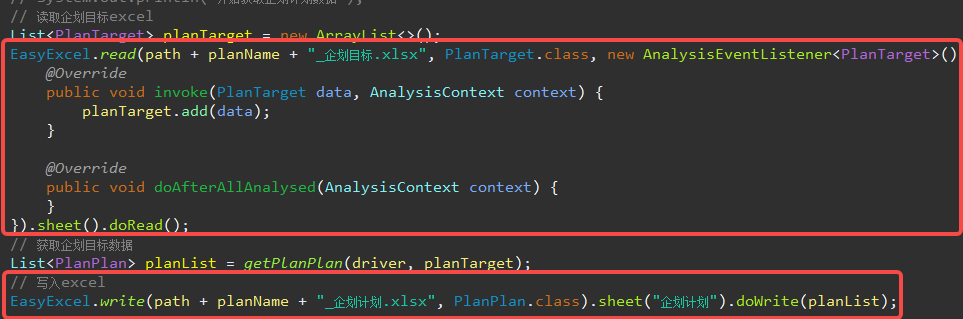 // 读取企划目标excel
List<PlanTarget> planTarget = new ArrayList<>();
EasyExcel.read(path + planName + "_企划目标.xlsx", PlanTarget.class, new AnalysisEventListener<PlanTarget>()
@Override
public void invoke(PlanTarget data, AnalysisContext context) {
planTarget.add(data);
}
@Override
public void doAfterAllAnalysed(AnalysisContext context) {
}
}).sheet().doRead();
// 获取企划目标数据
List<PlanPlan> planList = getPlanPlan(driver, planTarget);
// 写入excel
EasyExcel.write(path + planName + "_企划计划.xlsx", PlanPlan.class).sheet("企划计划").doWrite(planList);